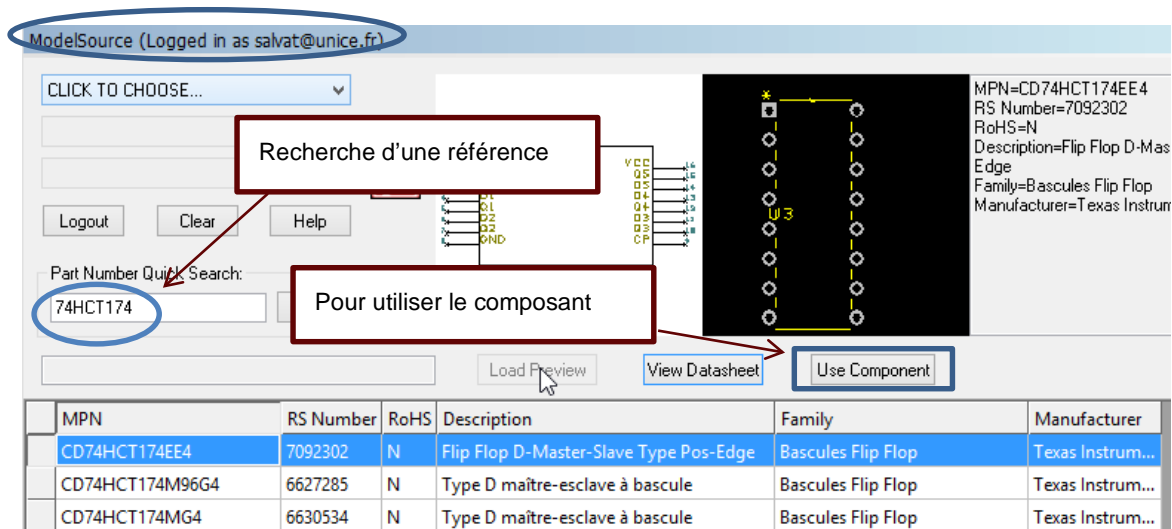 ModelSource (Logged in as salvat@unice.fr)
CLICK TO CHOOSE...
Recherche d'une référence
Logout
Clear
Help
Part Number Quick Search:
74HCT174
Pour utiliser le composant
VCC
Q5
D5
D4
Q4
D3
Q3
CP
Q1
D2
Q2
GND
16
15
14
U3
MPN=CD74HCT174EE4
RS Number=7092302
RoHS=N
Description=Flip Flop D-Mas
Edge
Family=Bascules Flip Flop
Manufacturer=Texas Instrum
Load Preview
View Datasheet
Use Component
MPN RS Number RoHS Description Family Manufacturer
CD74HCT174EE4 7092302 N Flip Flop D-Master-Slave Type Pos-Edge Bascules Flip Flop Texas Instrum...
CD74HCT174M96G4 6627285 N Type D maître-esclave à bascule Bascules Flip Flop Texas Instrum...
CD74HCT174MG4 6630534 N Type D maître-esclave à bascule Bascules Flip Flop Texas Instrum...